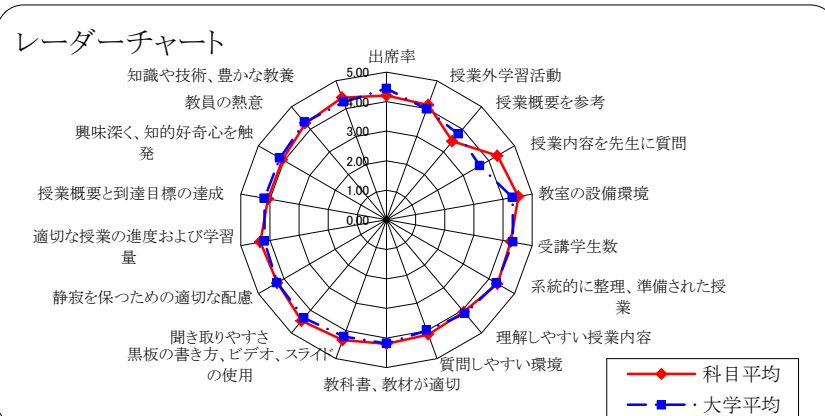 レーダーチャート
出席率
授業外学習活動
授業概要を参考
授業内容を先生に質問
教室の設備環境
受講学生数
系統的に整理、準備された授
業
理解しやすい授業内容
質問しやすい環境
教科書、教材が適切
黒板の書き方、ビデオ、スライド
の使用
聞き取りやすさ
静寂を保つための適切な配慮
適切な授業の進度および学習
量
授業概要と到達目標の達成
興味深く、知的好奇心を触
発
教員の熱意
知識や技術、豊かな教養
5.00
4.00
3.00
2.00
1.00
0.00
科目平均
大学平均